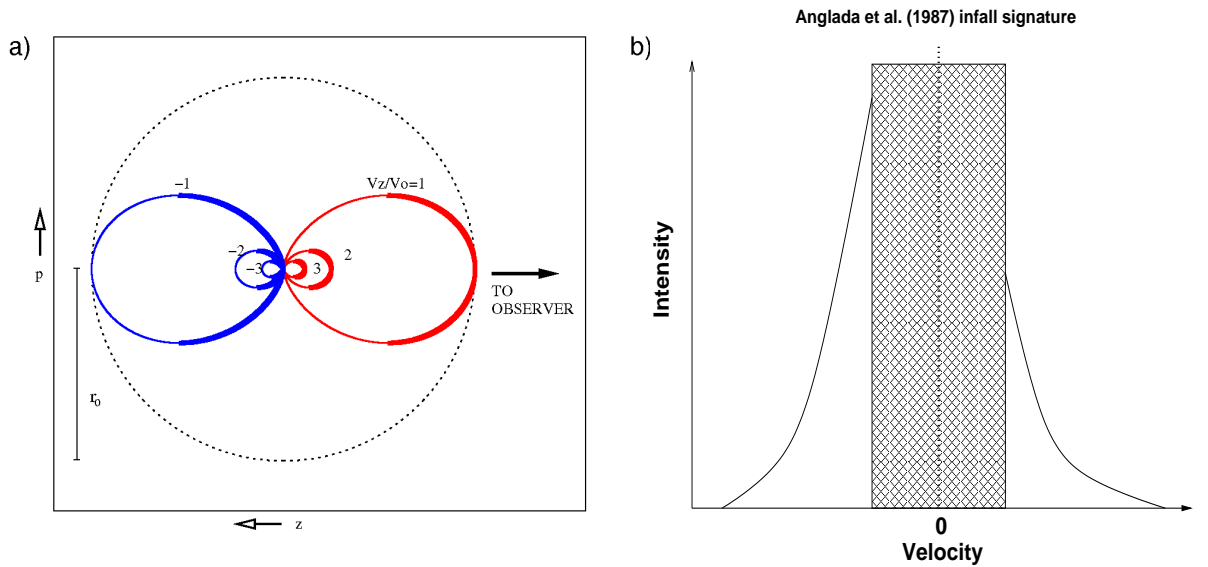 a)
−1
Vz/Vo=1
−2
2
−3
3
p
TO
OBSERVER
r₀
z
Anglada et al. (1987) infall signature
b)
Intensity
0
Velocity